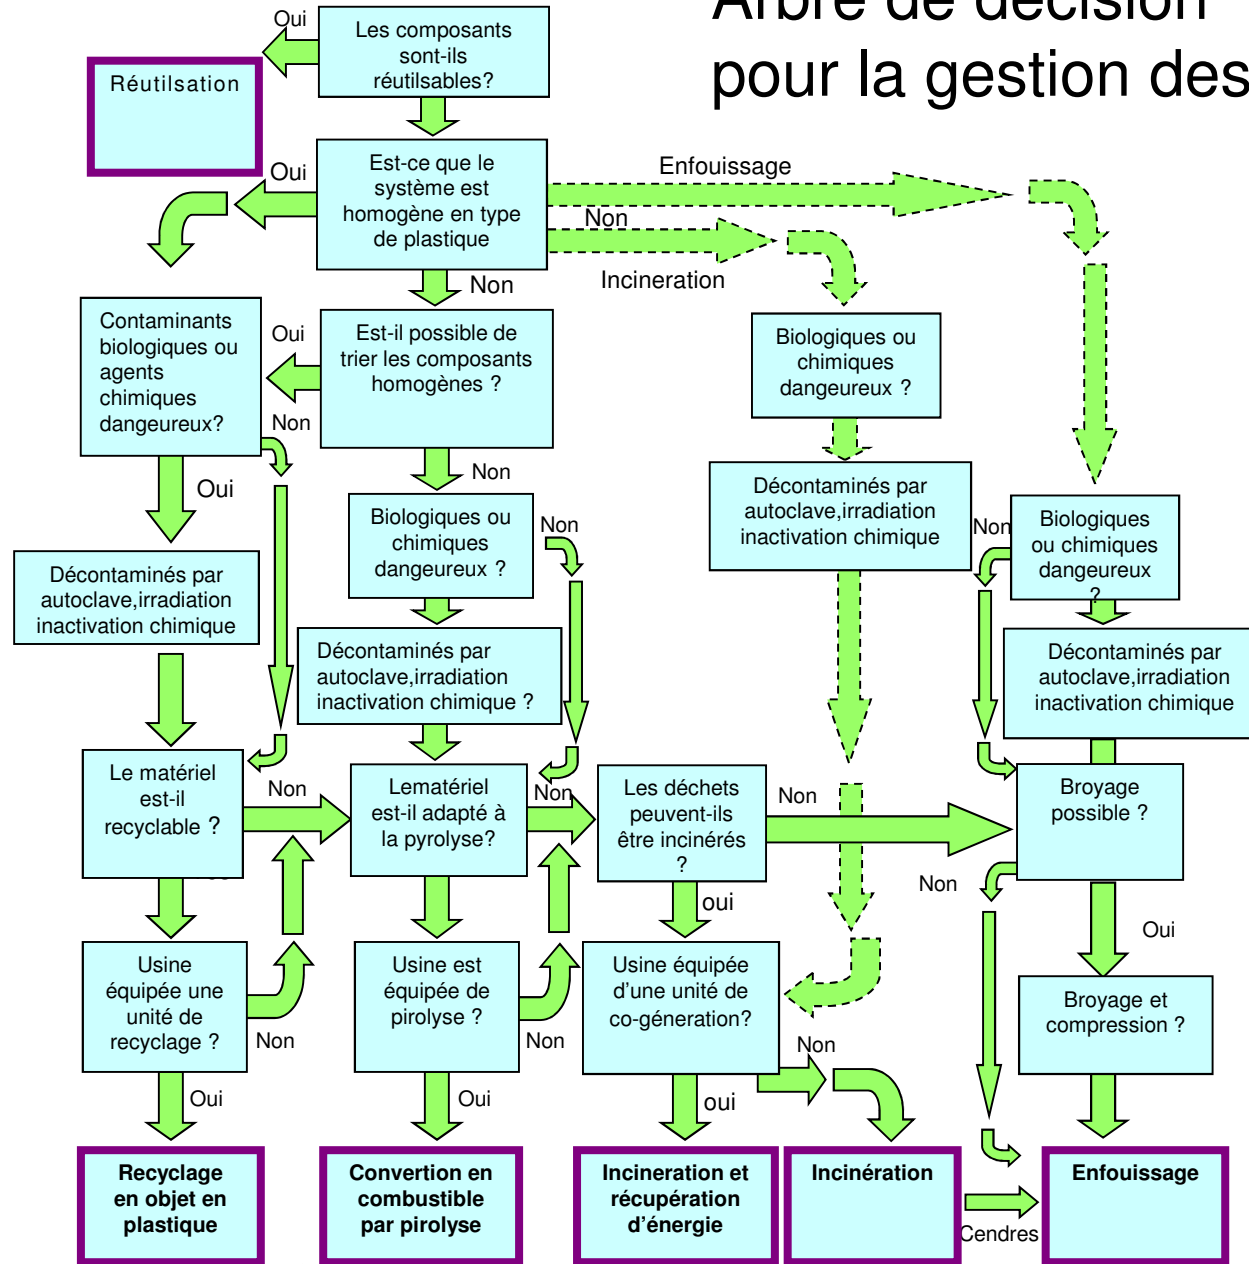 Arbre de décision
pour la gestion des
Oui
Les composants
sont-ils
réutilsables?
Réutilsation
Oui
Est-ce que le
système est
homogène en type
de plastique
Enfouissage
Non
Incineration
Non
Contaminants
biologiques ou
agents
chimiques
dangeureux?
Oui
Est-il possible de
trier les composants
homogènes ?
Biologiques ou
chimiques
dangeureux ?
Non
Oui
Non
Biologiques ou
chimiques
dangeureux ?
Non
Décontaminés par
autoclave,irradiation
inactivation chimique
Non
Biologiques
ou chimiques
dangeureux
?
Décontaminés par
autoclave,irradiation
inactivation chimique
Décontaminés par
autoclave,irradiation
inactivation chimique ?
Décontaminés par
autoclave,irradiation
inactivation chimique
Le matériel
est-il
recyclable ?
Non
Lematériel
est-il adapté à
la pyrolyse?
Non
Les déchets
peuvent-ils
être incinérés
?
Non
Broyage
possible ?
Non
oui
Oui
Usine
équipée une
unité de
recyclage ?
Non
Usine est
équipée de
pirolyse ?
Non
Usine équipée
d'une unité de
co-géneration?
Non
Broyage et
compression ?
Oui
Oui
oui
Recyclage
en objet en
plastique
Convertion en
combustible
par pirolyse
Incineration et
récupération
d'énergie
Incinération
Cendres
Enfouissage